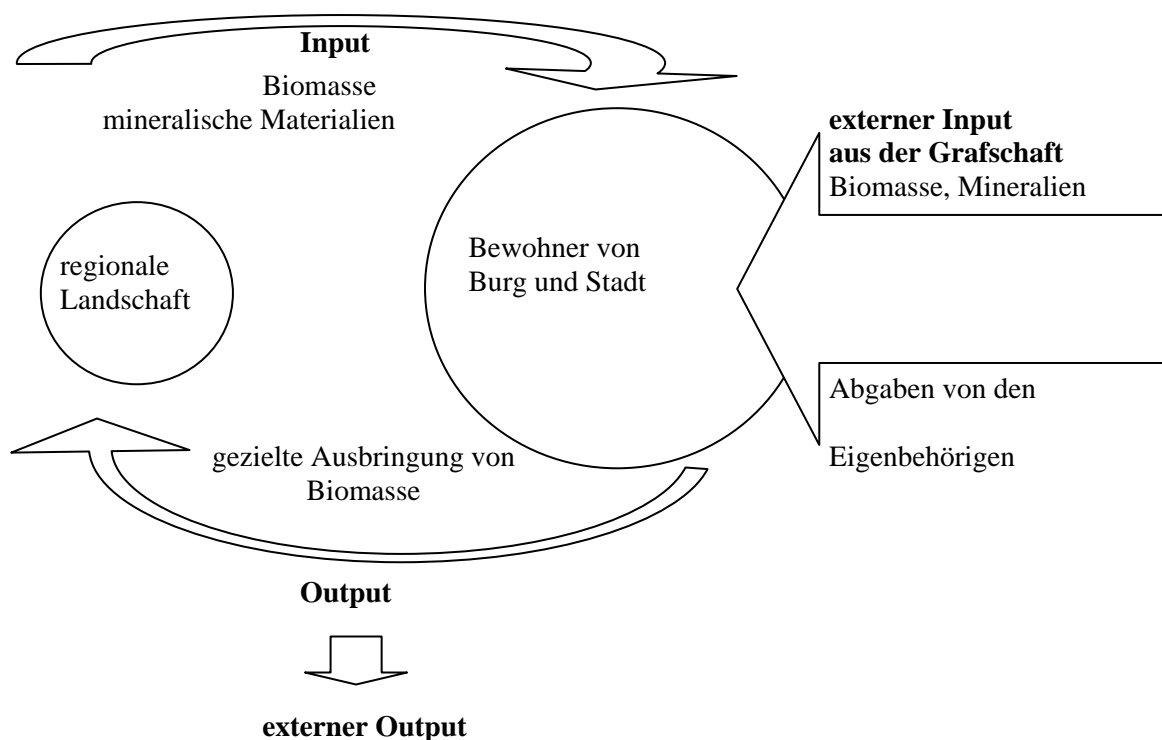 Input
Biomasse
mineralische Materialien
externer Input
aus der Grafschaft
Biomasse, Mineralien
regionale
Landschaft
Bewohner von
Burg und Stadt
Abgaben von den
Eigenbehörigen
gezielte Ausbringung von
Biomasse
Output
externer Output